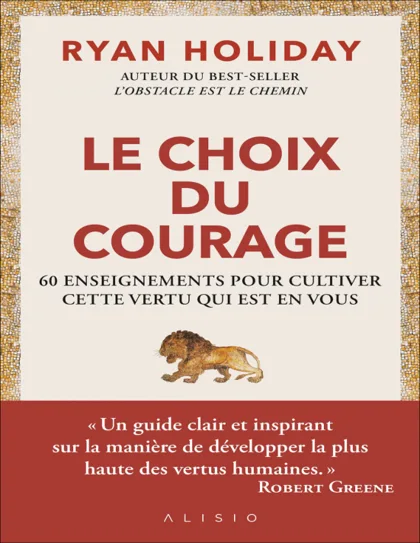 RYAN HOLIDAY
AUTEUR DU BEST-SELLER
L'OBSTACLE EST LE CHEMIN
LE CHOIX
DU
COURAGE
60 ENSEIGNEMENTS POUR CULTIVER
CETTE VERTU QUI EST EN VOUS
« Un guide clair et inspirant
sur la manière de développer la plus
haute des vertus humaines. »
ROBERT GREENE
ALISIO